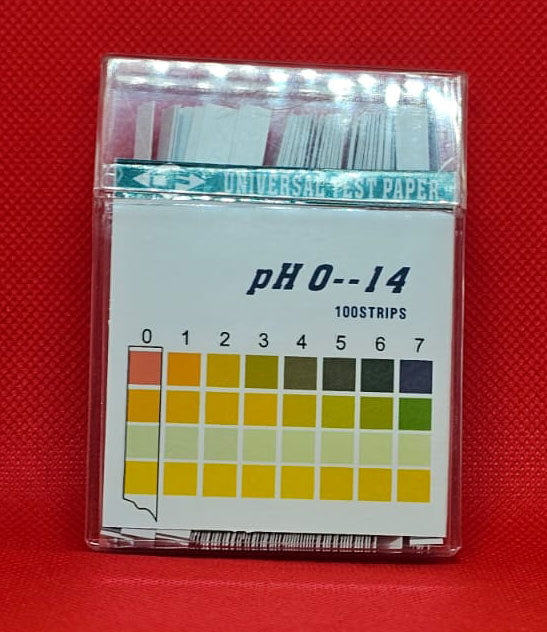 UNIVERSAL TEST PAPER
pH 0--14
100STRIPS
0 1 2 3 4 5 6 7